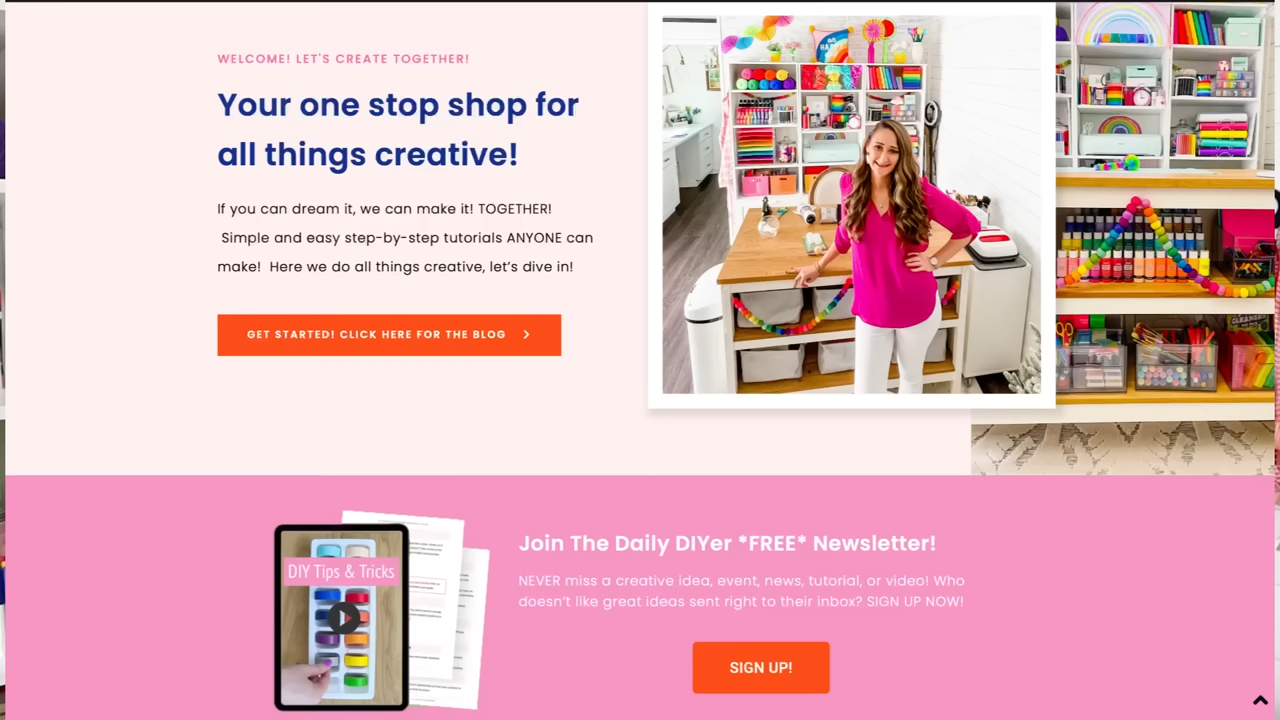 WELCOME! LET'S CREATE TOGETHER!
Your one stop shop for
all things creative!
If you can dream it, we can make it! TOGETHER!
Simple and easy step-by-step tutorials ANYONE can
make!  Here we do all things creative, let's dive in!
GET STARTED! CLICK HERE FOR THE BLOG
DIY Tips & Tricks
Join The Daily DIYer *FREE* Newsletter!
NEVER miss a creative idea, event, news, tutorial, or video! Who
doesn't like great ideas sent right to their inbox? SIGN UP NOW!
SIGN UP!